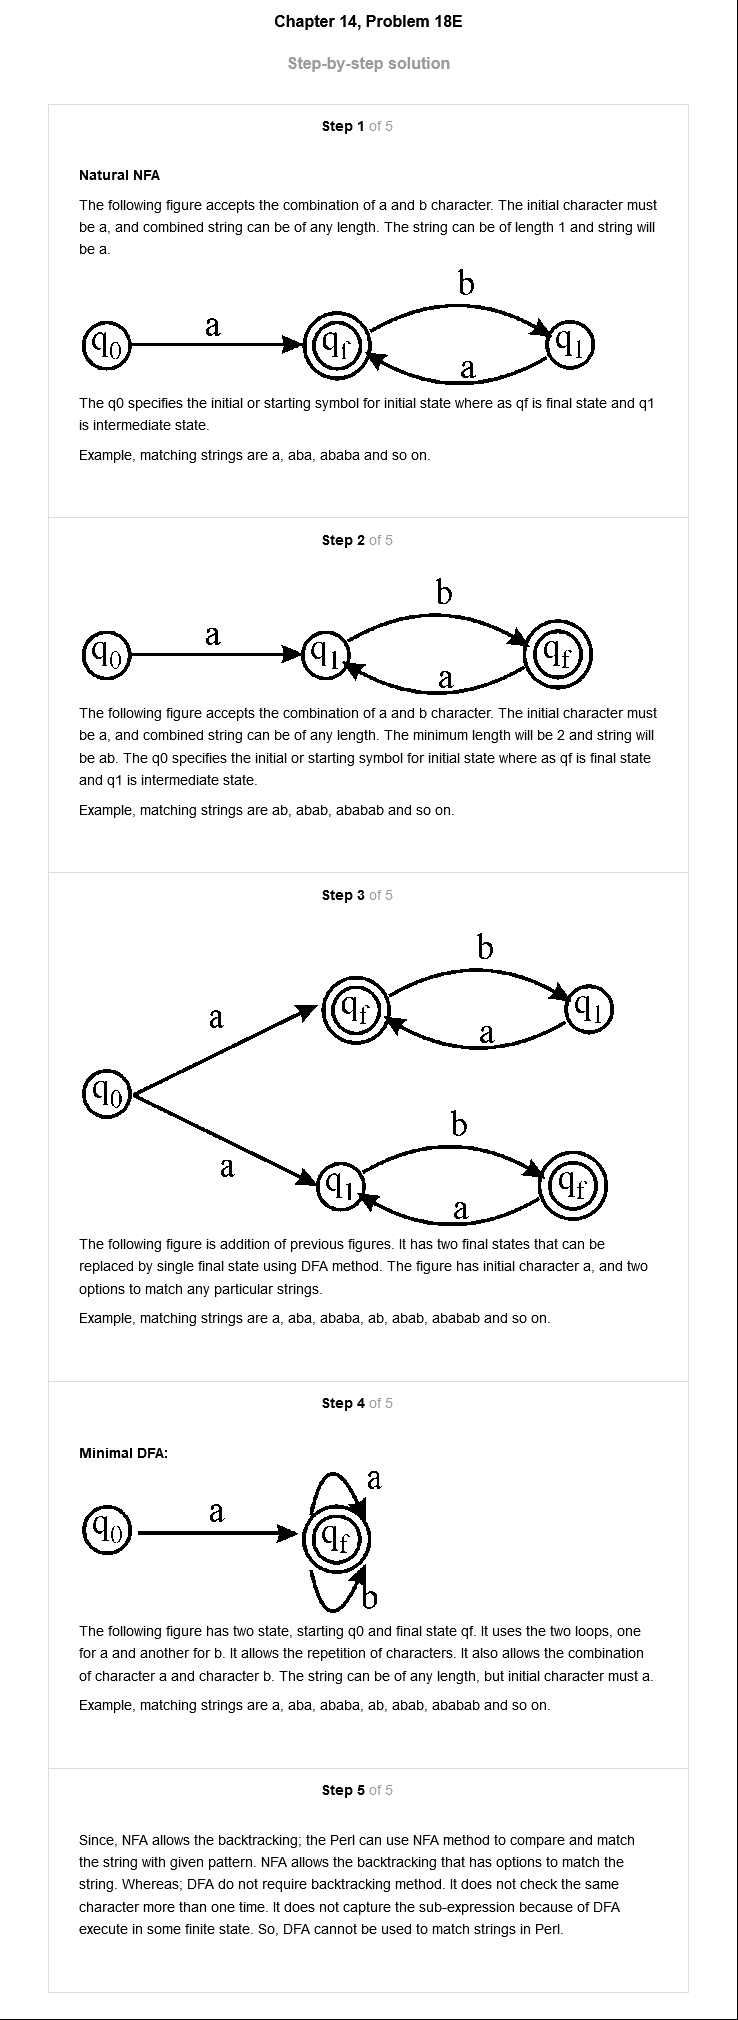 Chapter 14, Problem 18E
Step-by-step solution
Step 1 of 5
Natural NFA
The following figure accepts the combination of a and b character. The initial character must
be a, and combined string can be of any length. The string can be of length 1 and string will
be a.
b
a
q0
qf
q1
a
The q0 specifies the initial or starting symbol for initial state where as qf is final state and q1
is intermediate state.
Example, matching strings are a, aba, ababa and so on.
Step 2 of 5
b
a
q0
q1
qf
a
The following figure accepts the combination of a and b character. The initial character must
be a, and combined string can be of any length. The minimum length will be 2 and string will
be ab. The q0 specifies the initial or starting symbol for initial state where as qf is final state
and q1 is intermediate state.
Example, matching strings are ab, abab, ababab and so on.
Step 3 of 5
b
a
qf
q1
a
q0
b
a
q1
qf
a
The following figure is addition of previous figures. It has two final states that can be
replaced by single final state using DFA method. The figure has initial character a, and two
options to match any particular strings.
Example, matching strings are a, aba, ababa, ab, abab, ababab and so on.
Step 4 of 5
Minimal DFA:
a
a
q0
qf
b
The following figure has two state, starting q0 and final state qf. It uses the two loops, one
for a and another for b. It allows the repetition of characters. It also allows the combination
of character a and character b. The string can be of any length, but initial character must a.
Example, matching strings are a, aba, ababa, ab, abab, ababab and so on.
Step 5 of 5
Since, NFA allows the backtracking; the Perl can use NFA method to compare and match
the string with given pattern. NFA allows the backtracking that has options to match the
string. Whereas; DFA do not require backtracking method. It does not check the same
character more than one time. It does not capture the sub-expression because of DFA
execute in some finite state. So, DFA cannot be used to match strings in Perl.